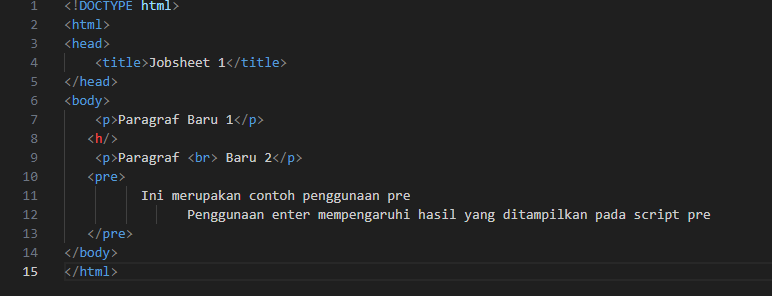 1 <!DOCTYPE html>
2 <html>
3 <head>
4     <title>Jobsheet 1</title>
5 </head>
6 <body>
7     <p>Paragraf Baru 1</p>
8    <h/>
9     <p>Paragraf <br> Baru 2</p>
10    <pre>
11           Ini merupakan contoh penggunaan pre
12                 Penggunaan enter mempengaruhi hasil yang ditampilkan pada script pre
13    </pre>
14 </body>
15 </html>